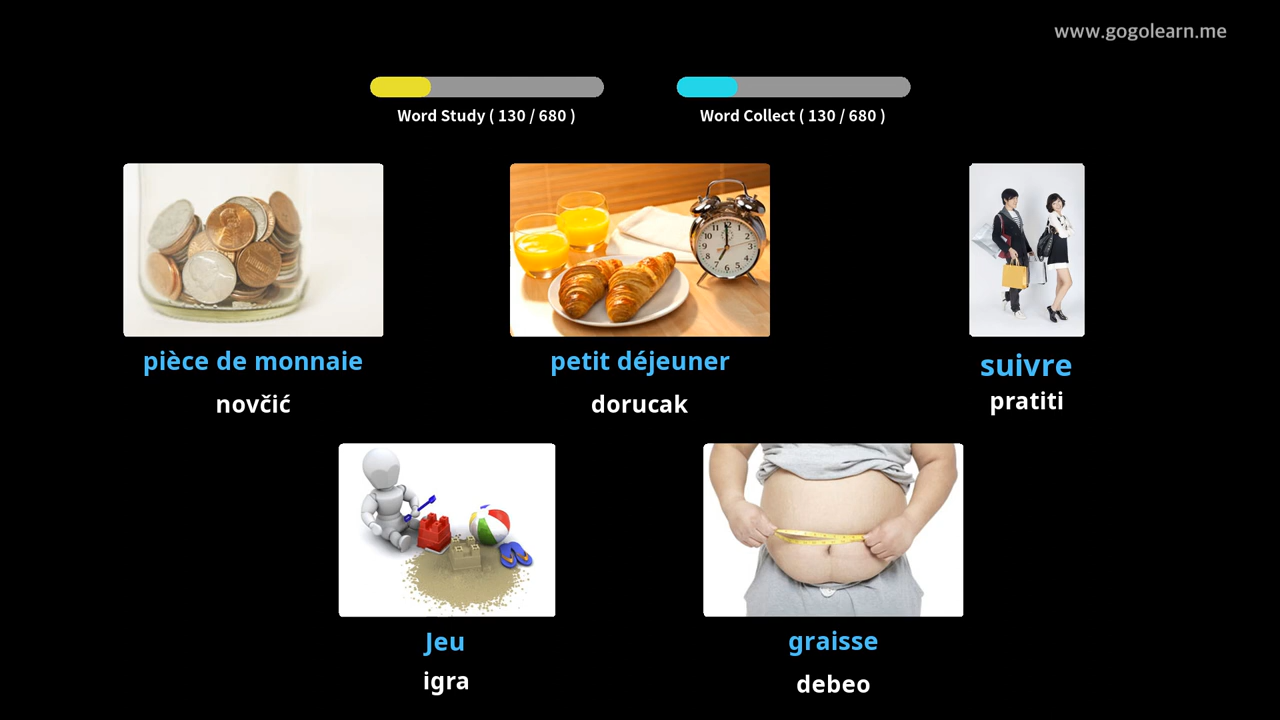 www.gogolearn.me
Word Study ( 130 / 680 )
Word Collect ( 130 / 680 )
pièce de monnaie
novčić
petit déjeuner
dorucak
suivre
pratiti
Jeu
igra
graisse
debeo